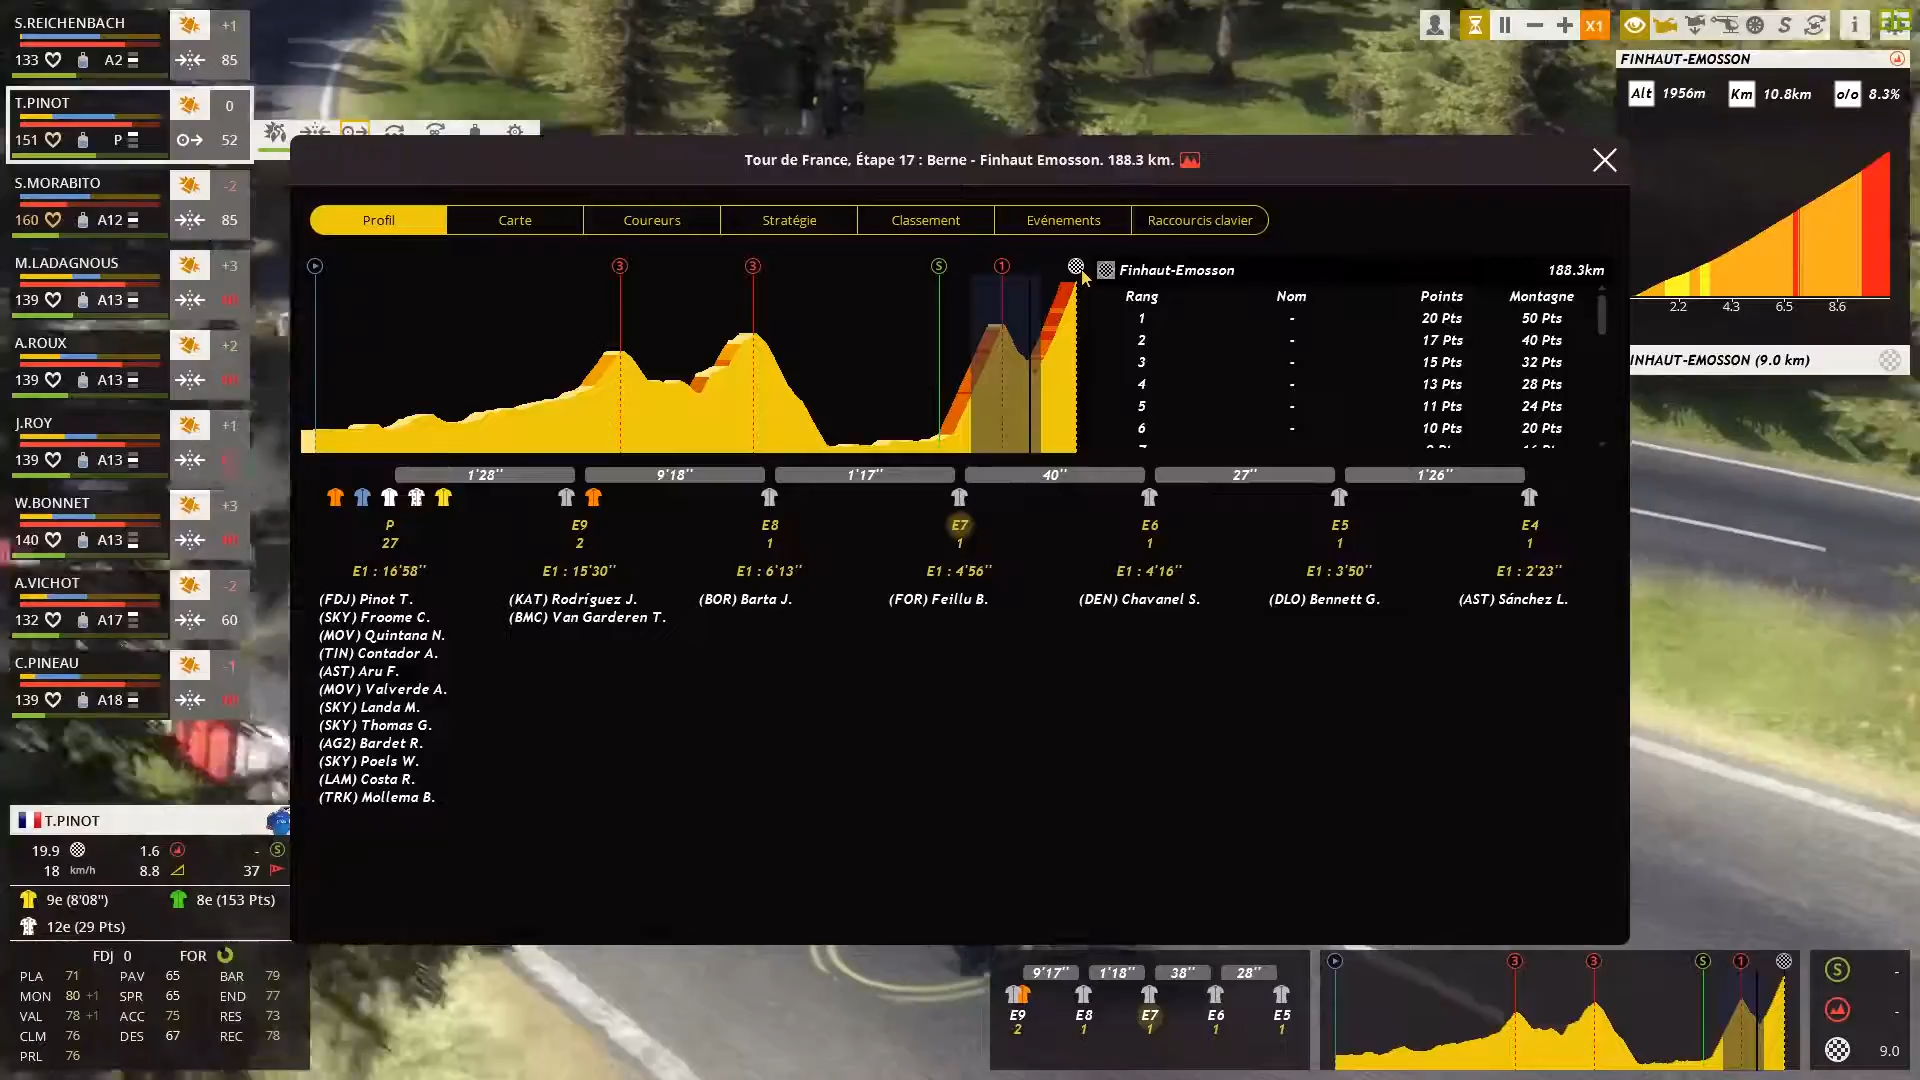 S.REICHENBACH
+1
133 A2 85
T.PINOT
0
151 P 52
S.MORABITO
-2
160 A12 85
M.LADAGNOUS
+3
139 A13
A.ROUX
+2
139 A13
J.ROY
+1
139 A13
W.BONNET
+3
140 A13
A.VICHOT
-2
132 A17 60
C.PINEAU
-1
139 A18
X1
S
i
FINHAUT-EMOSSON
Alt 1956m Km 10.8km o/o 8.3%
2.2 4.3 6.5 8.6
INHAUT-EMOSSON (9.0 km)
Tour de France, Étape 17 : Berne - Finhaut Emosson. 188.3 km.
Profil Carte Coureurs Stratégie Classement Evénements Raccourcis clavier
3 3 S 1
Finhaut-Emosson 188.3km
Rang Nom Points Montagne
1 - 20 Pts 50 Pts
2 - 17 Pts 40 Pts
3 - 15 Pts 32 Pts
4 - 13 Pts 28 Pts
5 - 11 Pts 24 Pts
6 - 10 Pts 20 Pts
1'28'' 9'18'' 1'17'' 40'' 27'' 1'26''
P E9 E8 E7 E6 E5 E4
27 2 1 1 1 1 1
E1 : 16'58'' E1 : 15'30'' E1 : 6'13'' E1 : 4'56'' E1 : 4'16'' E1 : 3'50'' E1 : 2'23''
(FDJ) Pinot T. (KAT) Rodríguez J. (BOR) Barta J. (FOR) Feillu B. (DEN) Chavanel S. (DLO) Bennett G. (AST) Sánchez L.
(SKY) Froome C. (BMC) Van Garderen T.
(MOV) Quintana N.
(TIN) Contador A.
(AST) Aru F.
(MOV) Valverde A.
(SKY) Landa M.
(SKY) Thomas G.
(AG2) Bardet R.
(SKY) Poels W.
(LAM) Costa R.
(TRK) Mollema B.
T.PINOT
19.9 1.6 - S
18 km/h 8.8 37
9e (8'08") 8e (153 Pts)
12e (29 Pts)
FDJ 0 FOR
PLA 71 PAV 65 BAR 79
MON 80 +1 SPR 65 END 77
VAL 78 +1 ACC 75 RES 73
CLM 76 DES 67 REC 78
PRL 76
9'17'' 1'18'' 38'' 28''
E9 E8 E7 E6 E5
2 1 1 1 1
3 3 S 1
S -
-
9.0